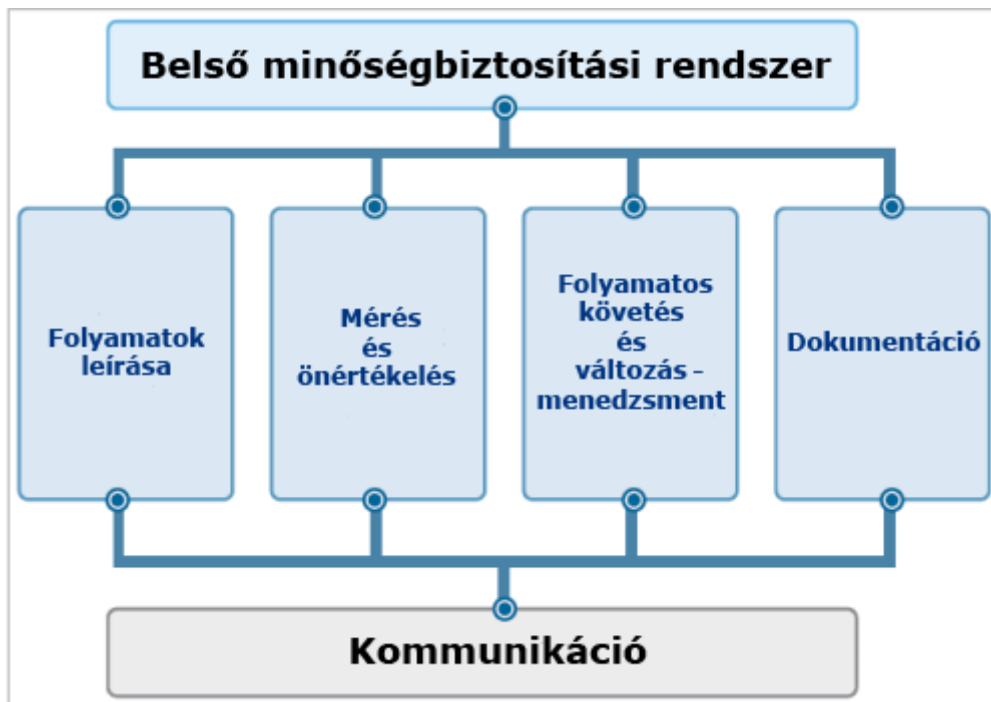 Belső minőségbiztosítási rendszer
Folyamatok
leírása
Mérés
és
önértékelés
Folyamatos
követés
és
változás -
menedzsment
Dokumentáció
Kommunikáció